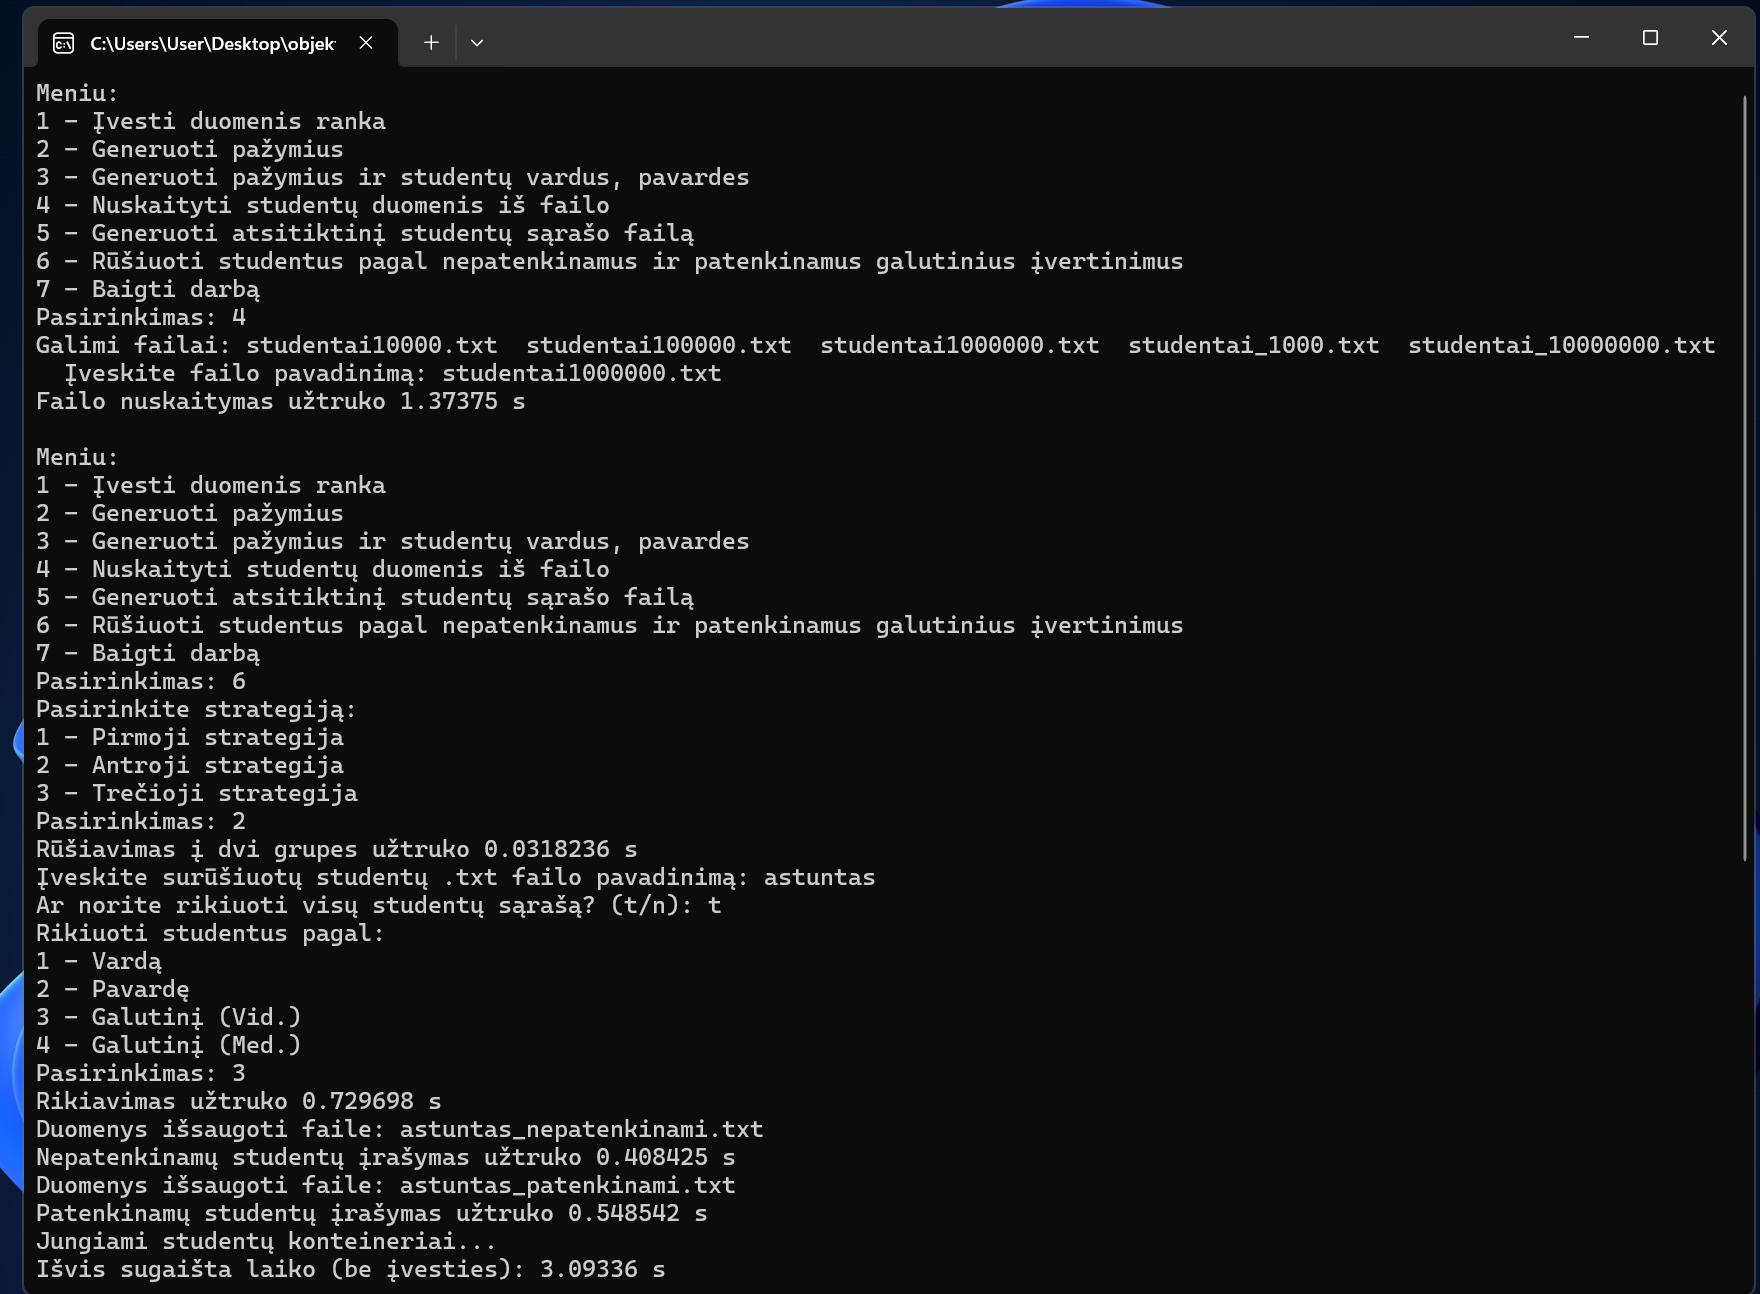 C:\Users\User\Desktop\objek
Meniu:
1 - Įvesti duomenis ranka
2 - Generuoti pažymius
3 - Generuoti pažymius ir studentų vardus, pavardes
4 - Nuskaityti studentų duomenis iš failo
5 - Generuoti atsitiktinį studentų sąrašo failą
6 - Rūšiuoti studentus pagal nepatenkinamus ir patenkinamus galutinius įvertinimus
7 - Baigti darbą
Pasirinkimas: 4
Galimi failai: studentai10000.txt  studentai100000.txt  studentai1000000.txt  studentai_1000.txt  studentai_10000000.txt
  Įveskite failo pavadinimą: studentai1000000.txt
Failo nuskaitymas užtruko 1.37375 s
Meniu:
1 - Įvesti duomenis ranka
2 - Generuoti pažymius
3 - Generuoti pažymius ir studentų vardus, pavardes
4 - Nuskaityti studentų duomenis iš failo
5 - Generuoti atsitiktinį studentų sąrašo failą
6 - Rūšiuoti studentus pagal nepatenkinamus ir patenkinamus galutinius įvertinimus
7 - Baigti darbą
Pasirinkimas: 6
Pasirinkite strategiją:
1 - Pirmoji strategija
2 - Antroji strategija
3 - Trečioji strategija
Pasirinkimas: 2
Rūšiavimas į dvi grupes užtruko 0.0318236 s
Įveskite surūšiuotų studentų .txt failo pavadinimą: astuntas
Ar norite rikiuoti visų studentų sąrašą? (t/n): t
Rikiuoti studentus pagal:
1 - Vardą
2 - Pavardę
3 - Galutinį (Vid.)
4 - Galutinį (Med.)
Pasirinkimas: 3
Rikiavimas užtruko 0.729698 s
Duomenys išsaugoti faile: astuntas_nepatenkinami.txt
Nepatenkinamų studentų įrašymas užtruko 0.408425 s
Duomenys išsaugoti faile: astuntas_patenkinami.txt
Patenkinamų studentų įrašymas užtruko 0.548542 s
Jungiami studentų konteineriai...
Išvis sugaišta laiko (be įvesties): 3.09336 s